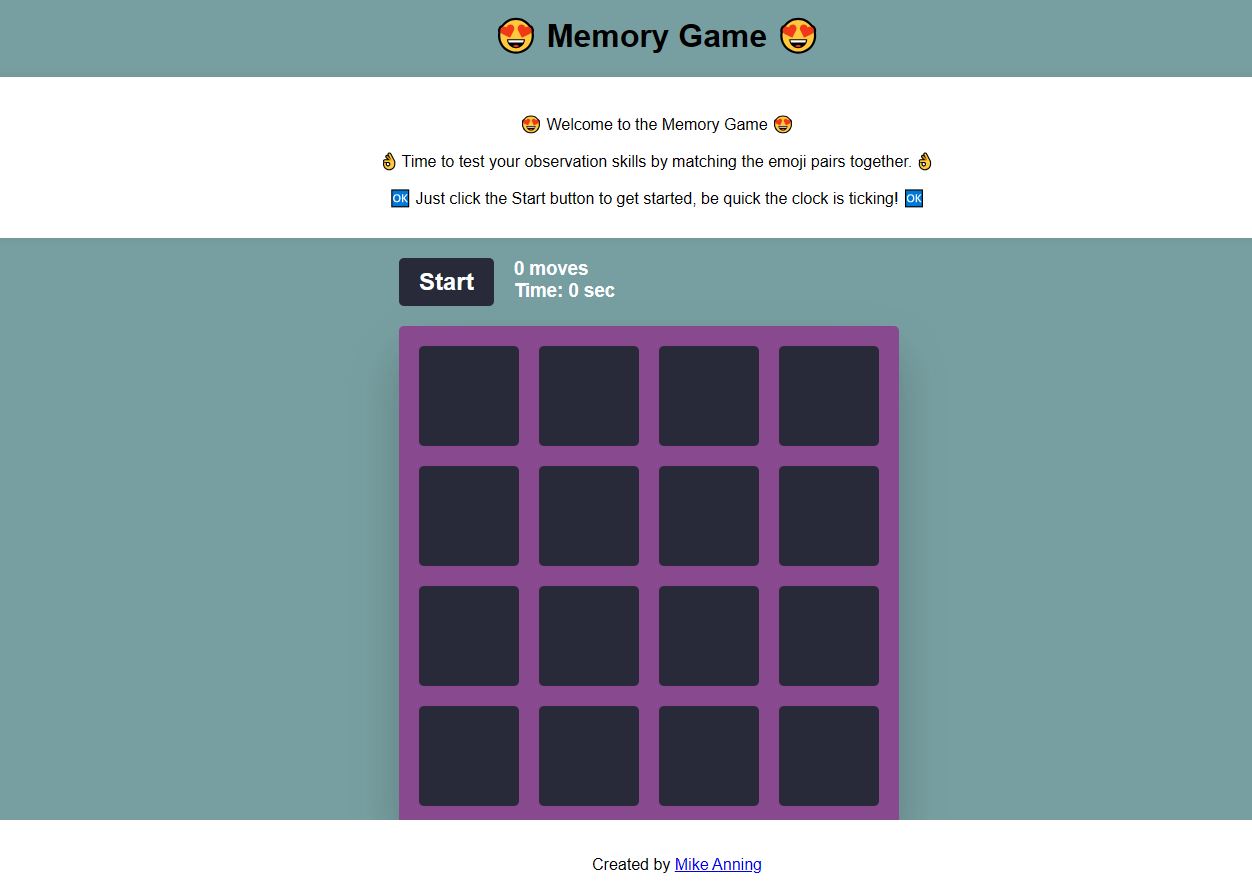 😍 Memory Game 😍
😍 Welcome to the Memory Game 😍
👌 Time to test your observation skills by matching the emoji pairs together. 👌
🆗 Just click the Start button to get started, be quick the clock is ticking! 🆗
Start
0 moves
Time: 0 sec
Created by Mike Anning